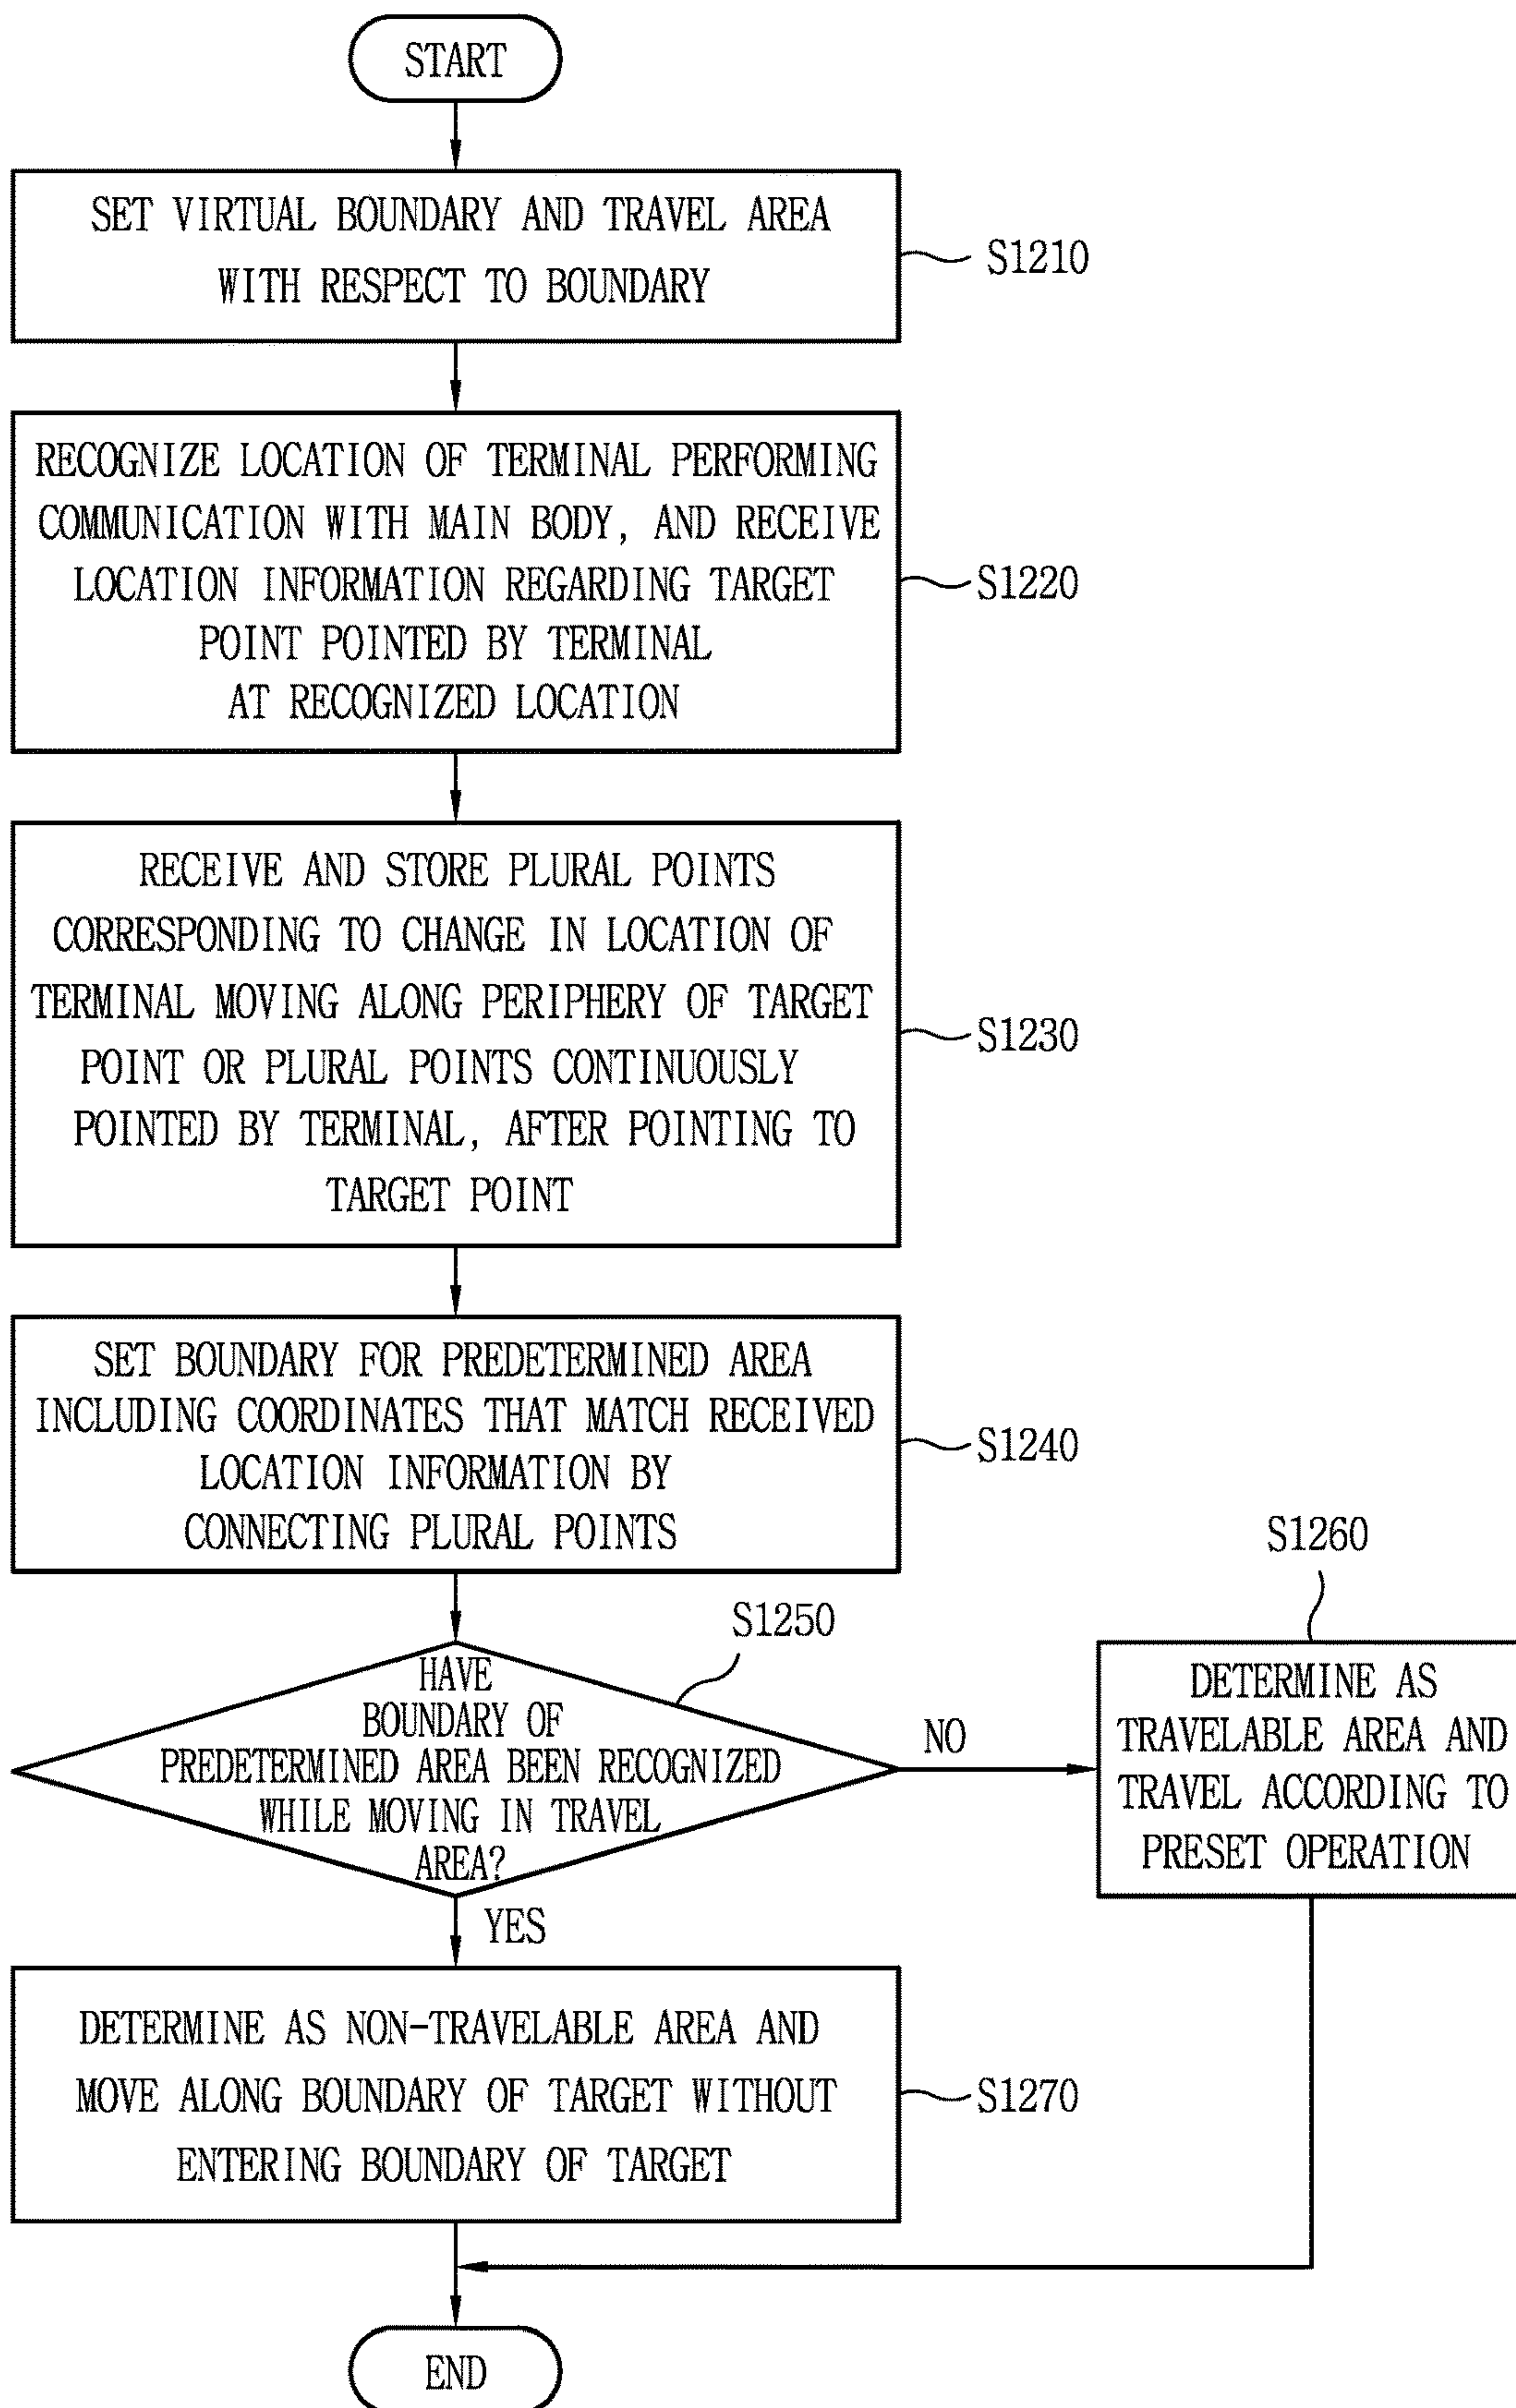 START
SET VIRTUAL BOUNDARY AND TRAVEL AREA
WITH RESPECT TO BOUNDARY
S1210
RECOGNIZE LOCATION OF TERMINAL PERFORMING
COMMUNICATION WITH MAIN BODY, AND RECEIVE
LOCATION INFORMATION REGARDING TARGET
POINT POINTED BY TERMINAL
AT RECOGNIZED LOCATION
S1220
RECEIVE AND STORE PLURAL POINTS
CORRESPONDING TO CHANGE IN LOCATION OF
TERMINAL MOVING ALONG PERIPHERY OF TARGET
POINT OR PLURAL POINTS CONTINUOUSLY
POINTED BY TERMINAL, AFTER POINTING TO
TARGET POINT
S1230
SET BOUNDARY FOR PREDETERMINED AREA
INCLUDING COORDINATES THAT MATCH RECEIVED
LOCATION INFORMATION BY
CONNECTING PLURAL POINTS
S1240
S1250
HAVE
BOUNDARY OF
PREDETERMINED AREA BEEN RECOGNIZED
WHILE MOVING IN TRAVEL
AREA?
NO
S1260
DETERMINE AS
TRAVELABLE AREA AND
TRAVEL ACCORDING TO
PRESET OPERATION
YES
DETERMINE AS NON-TRAVELABLE AREA AND
MOVE ALONG BOUNDARY OF TARGET WITHOUT
ENTERING BOUNDARY OF TARGET
S1270
END